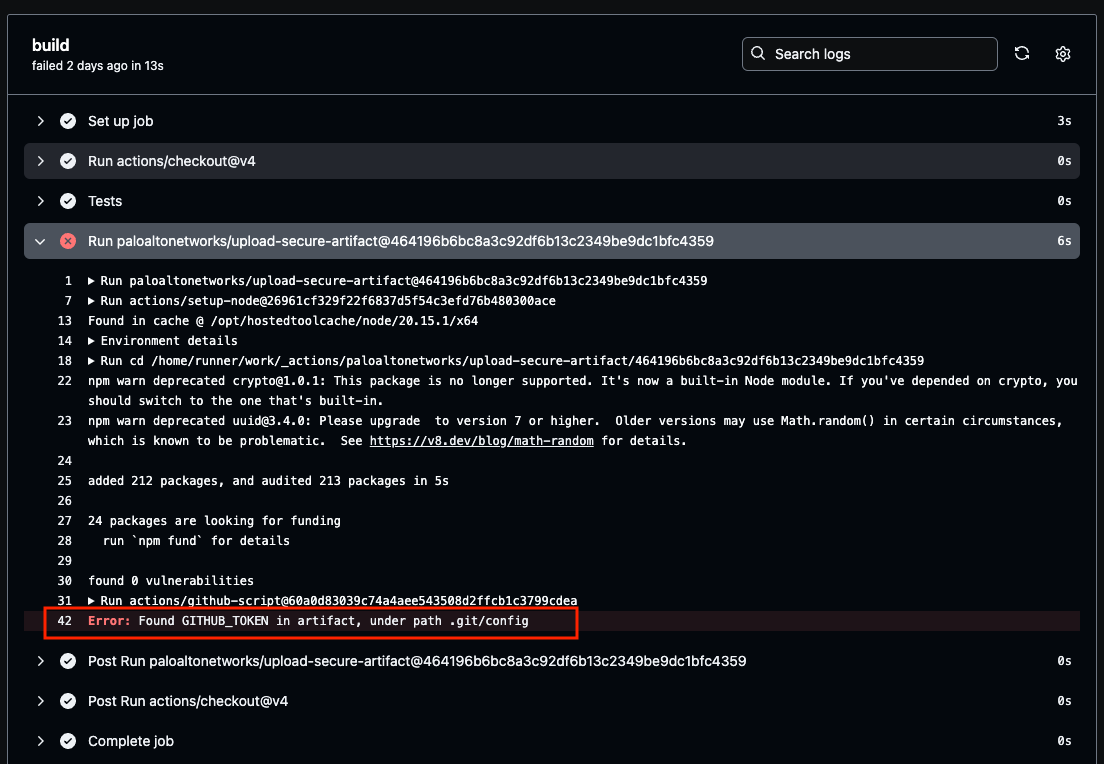 build
failed 2 days ago in 13s
Search logs
Set up job 3s
Run actions/checkout@v4 0s
Tests 0s
Run paloaltonetworks/upload-secure-artifact@464196b6bc8a3c92df6b13c2349be9dc1bfc4359 6s
1 Run paloaltonetworks/upload-secure-artifact@464196b6bc8a3c92df6b13c2349be9dc1bfc4359
7 Run actions/setup-node@26961cf329f22f6837d5f54c3efd76b480300ace
13 Found in cache @ /opt/hostedtoolcache/node/20.15.1/x64
14 Environment details
18 Run cd /home/runner/work/_actions/paloaltonetworks/upload-secure-artifact/464196b6bc8a3c92df6b13c2349be9dc1bfc4359
22 npm warn deprecated crypto@1.0.1: This package is no longer supported. It's now a built-in Node module. If you've depended on crypto, you
should switch to the one that's built-in.
23 npm warn deprecated uuid@3.4.0: Please upgrade  to version 7 or higher.  Older versions may use Math.random() in certain circumstances,
which is known to be problematic.  See https://v8.dev/blog/math-random for details.
24
25 added 212 packages, and audited 213 packages in 5s
26
27 24 packages are looking for funding
28   run `npm fund` for details
29
30 found 0 vulnerabilities
31 Run actions/github-script@60a0d83039c74a4aee543508d2ffcb1c3799cdea
42 Error: Found GITHUB_TOKEN in artifact, under path .git/config
Post Run paloaltonetworks/upload-secure-artifact@464196b6bc8a3c92df6b13c2349be9dc1bfc4359 0s
Post Run actions/checkout@v4 0s
Complete job 0s